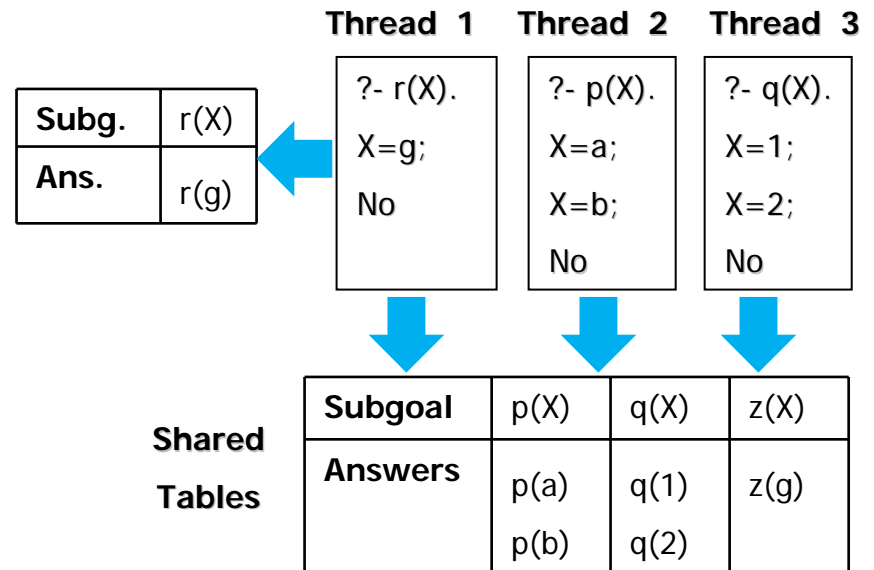 Thread 1 Thread 2 Thread 3
?- r(X).
X=g;
No
?- p(X).
X=a;
X=b;
No
?- q(X).
X=1;
X=2;
No
Subg. r(X)
Ans. r(g)
Shared
Tables
Subgoal p(X) q(X) z(X)
Answers p(a) q(1) z(g)
p(b) q(2)